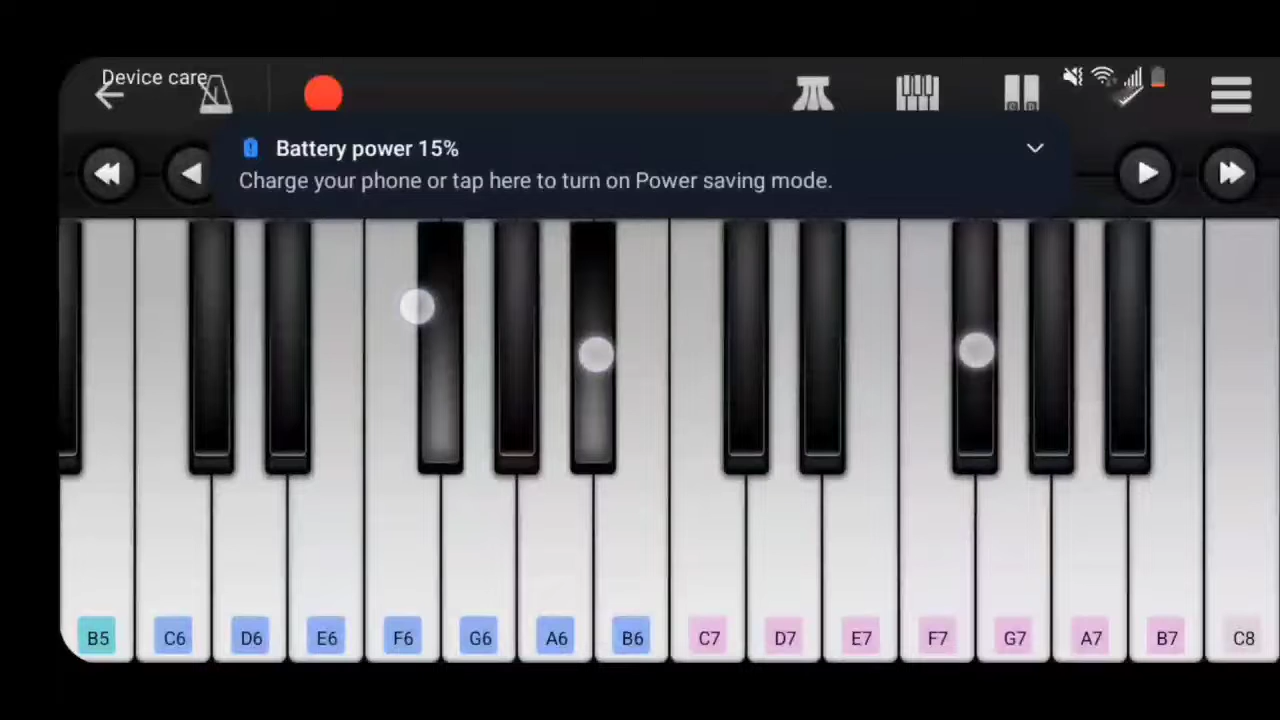 Device care
Battery power 15%
Charge your phone or tap here to turn on Power saving mode.
B5 C6 D6 E6 F6 G6 A6 B6 C7 D7 E7 F7 G7 A7 B7 C8